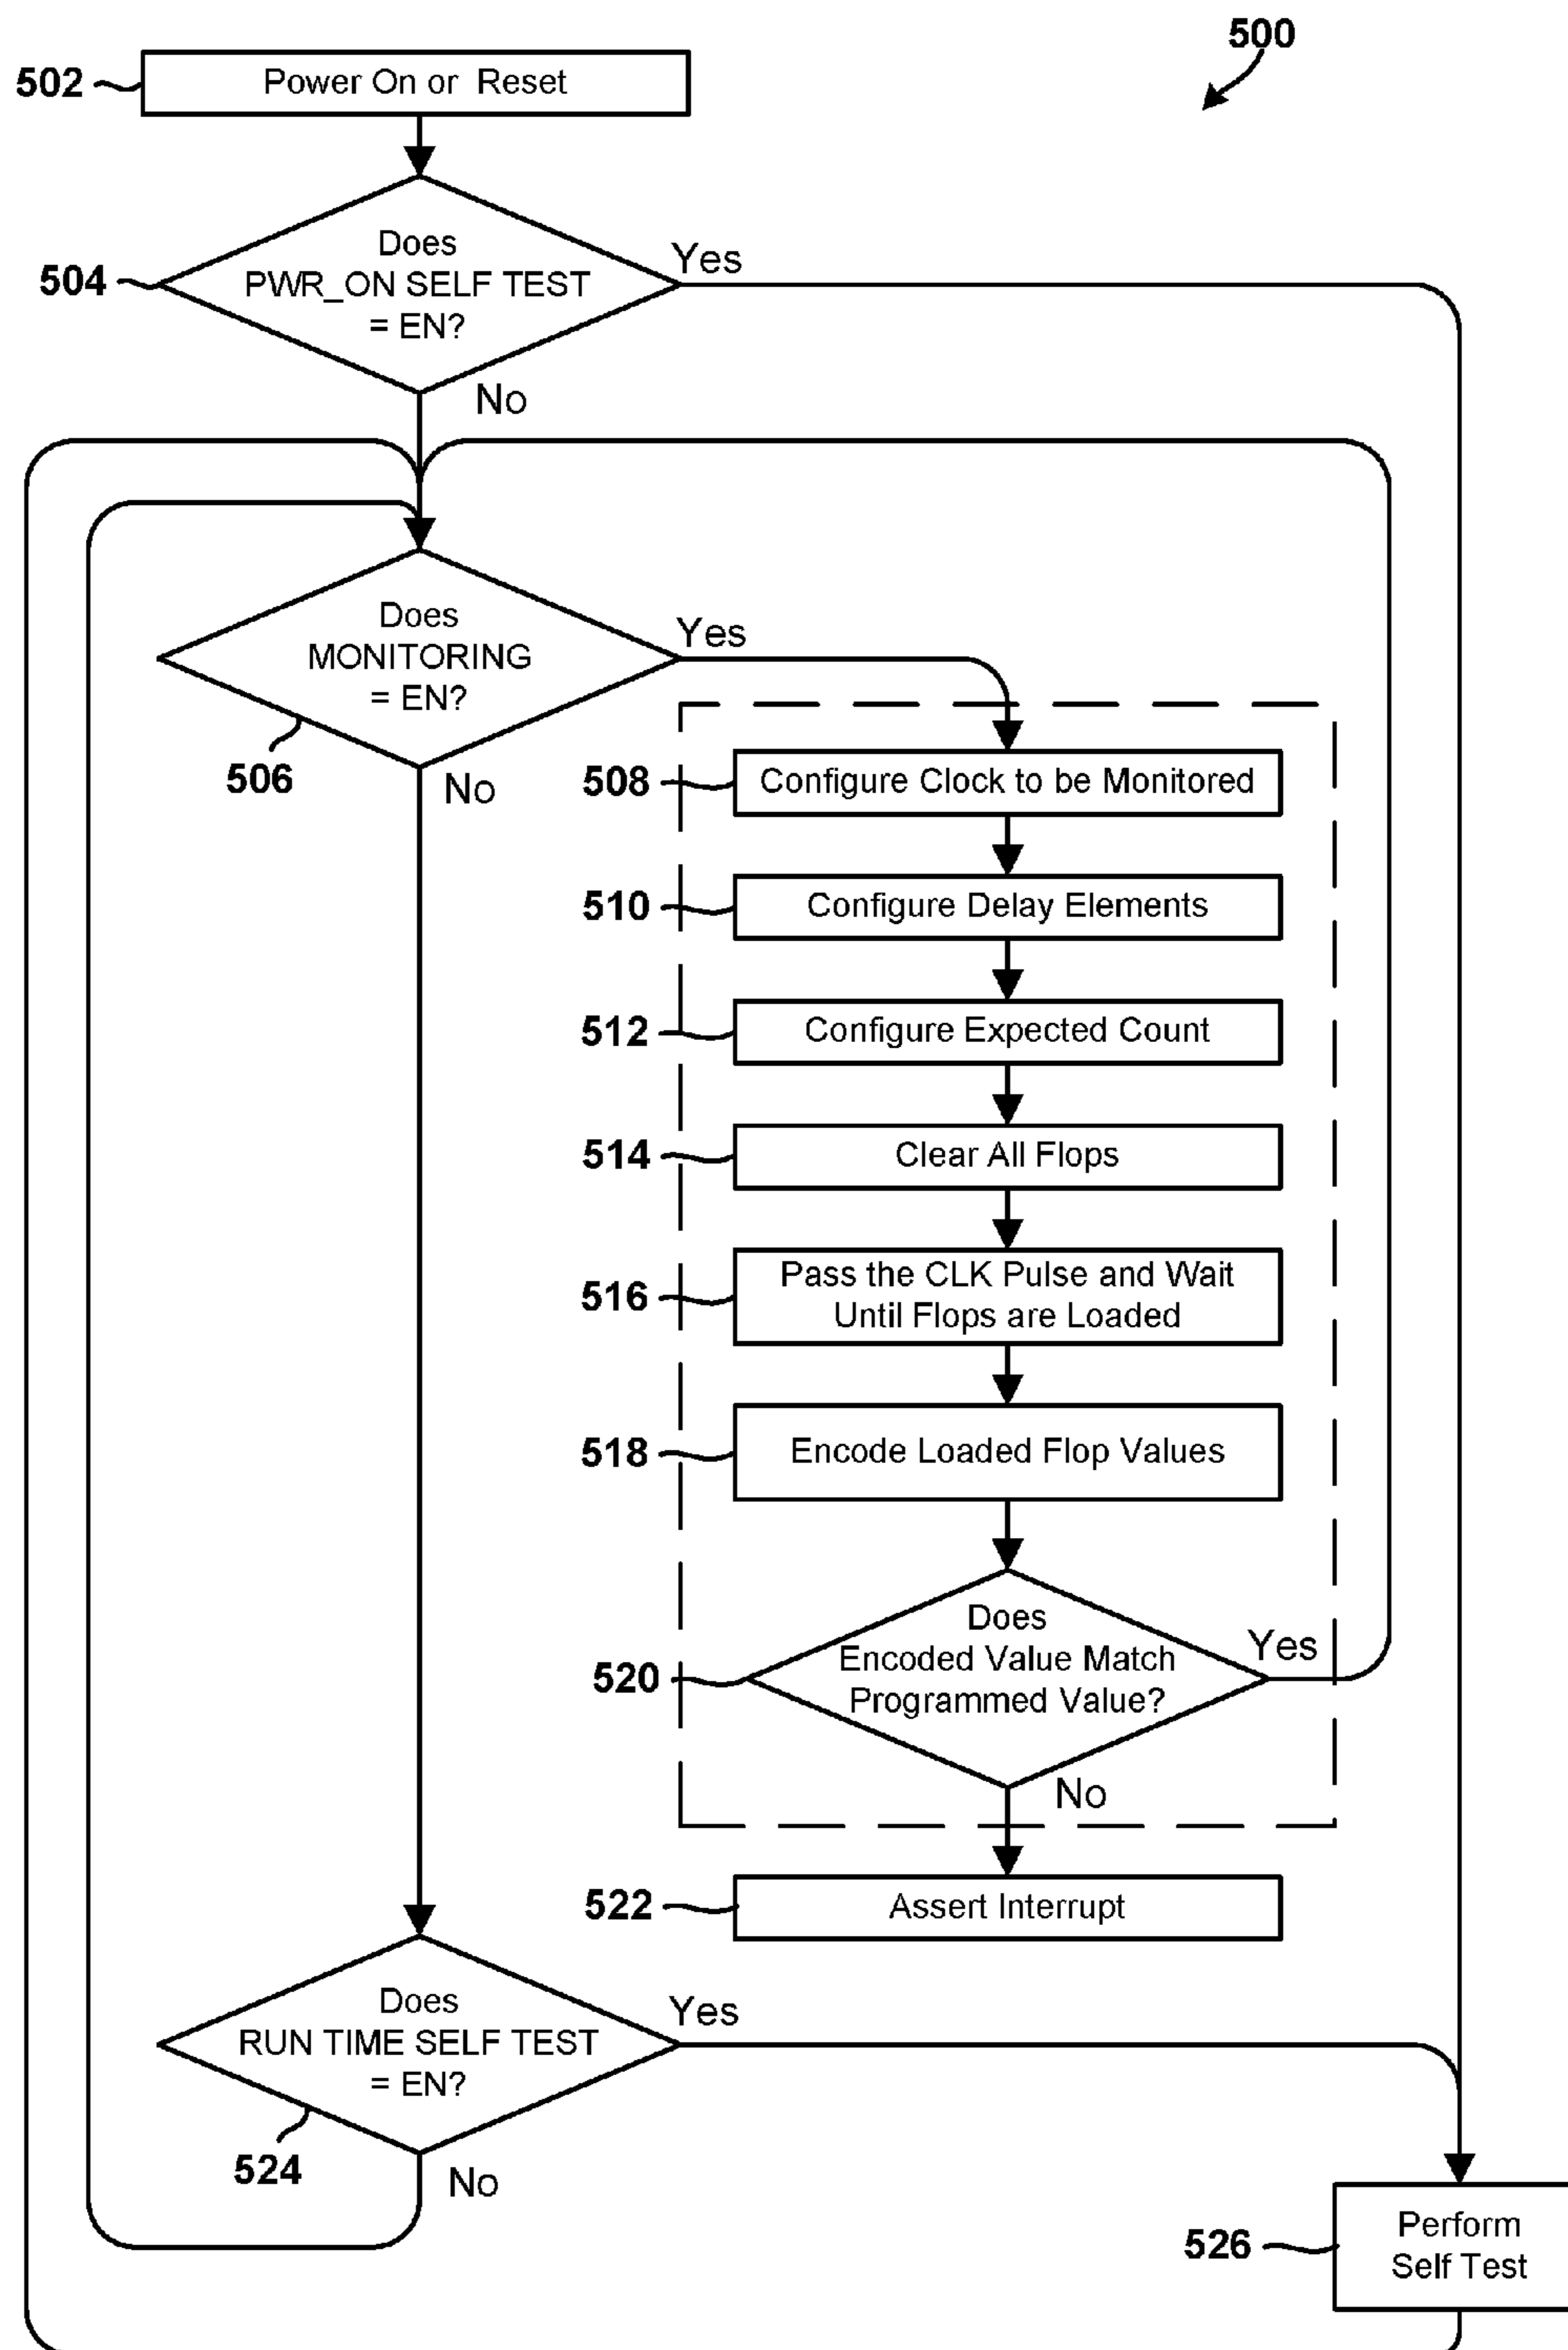 500
502
Power On or Reset
504
Does
PWR_ON SELF TEST
= EN?
Yes
No
Does
MONITORING
= EN?
Yes
506
No
508
Configure Clock to be Monitored
510
Configure Delay Elements
512
Configure Expected Count
514
Clear All Flops
516
Pass the CLK Pulse and Wait
Until Flops are Loaded
518
Encode Loaded Flop Values
520
Does
Encoded Value Match
Programmed Value?
Yes
No
522
Assert Interrupt
Does
RUN TIME SELF TEST
= EN?
Yes
524
No
526
Perform
Self Test